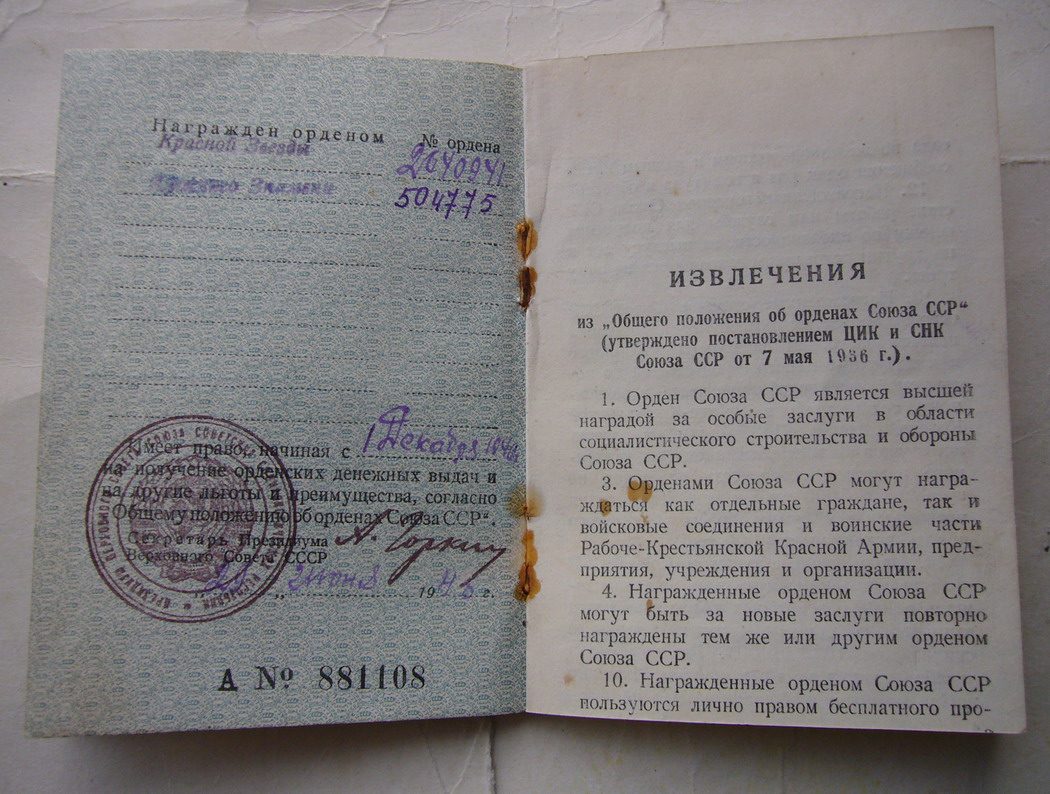 Награжден орденом № ордена
Красной Звезды 2640941
Знамени 504775
Имеет право, начиная с 1 Декабря
на получение орденских денежных выдач и
на другие льготы и преимущества, согласно
„Общему положению об орденах Союза ССР“.
Секретарь Президиума А. Горкин
Верховного Совета СССР
19 г.
А № 881108
ИЗВЛЕЧЕНИЯ
из „Общего положения об орденах Союза ССР“
(утверждено постановлением ЦИК и СНК
Союза ССР от 7 мая 1936 г.).
1. Орден Союза ССР является высшей
наградой за особые заслуги в области
социалистического строительства и обороны
Союза ССР.
3. Орденами Союза ССР могут награ-
ждаться как отдельные граждане, так и
войсковые соединения и воинские части
Рабоче-Крестьянской Красной Армии, пред-
приятия, учреждения и организации.
4. Награжденные орденом Союза ССР
могут быть за новые заслуги повторно
награждены тем же или другим орденом
Союза ССР.
10. Награжденные орденом Союза ССР
пользуются лично правом бесплатного про-